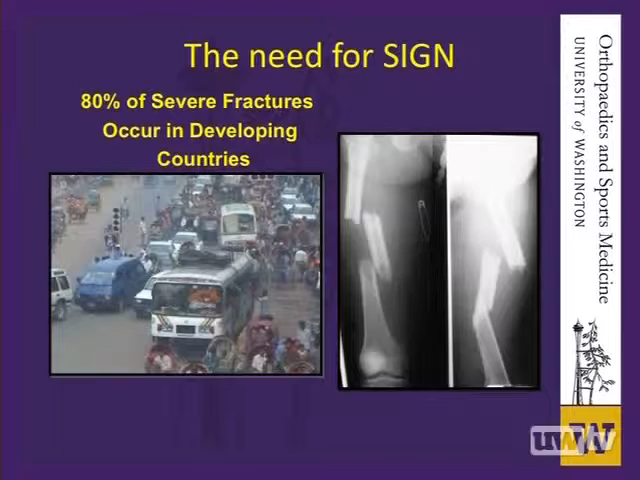 The need for SIGN
80% of Severe Fractures
Occur in Developing
Countries
Orthopaedics and Sports Medicine
UNIVERSITY of WASHINGTON
W